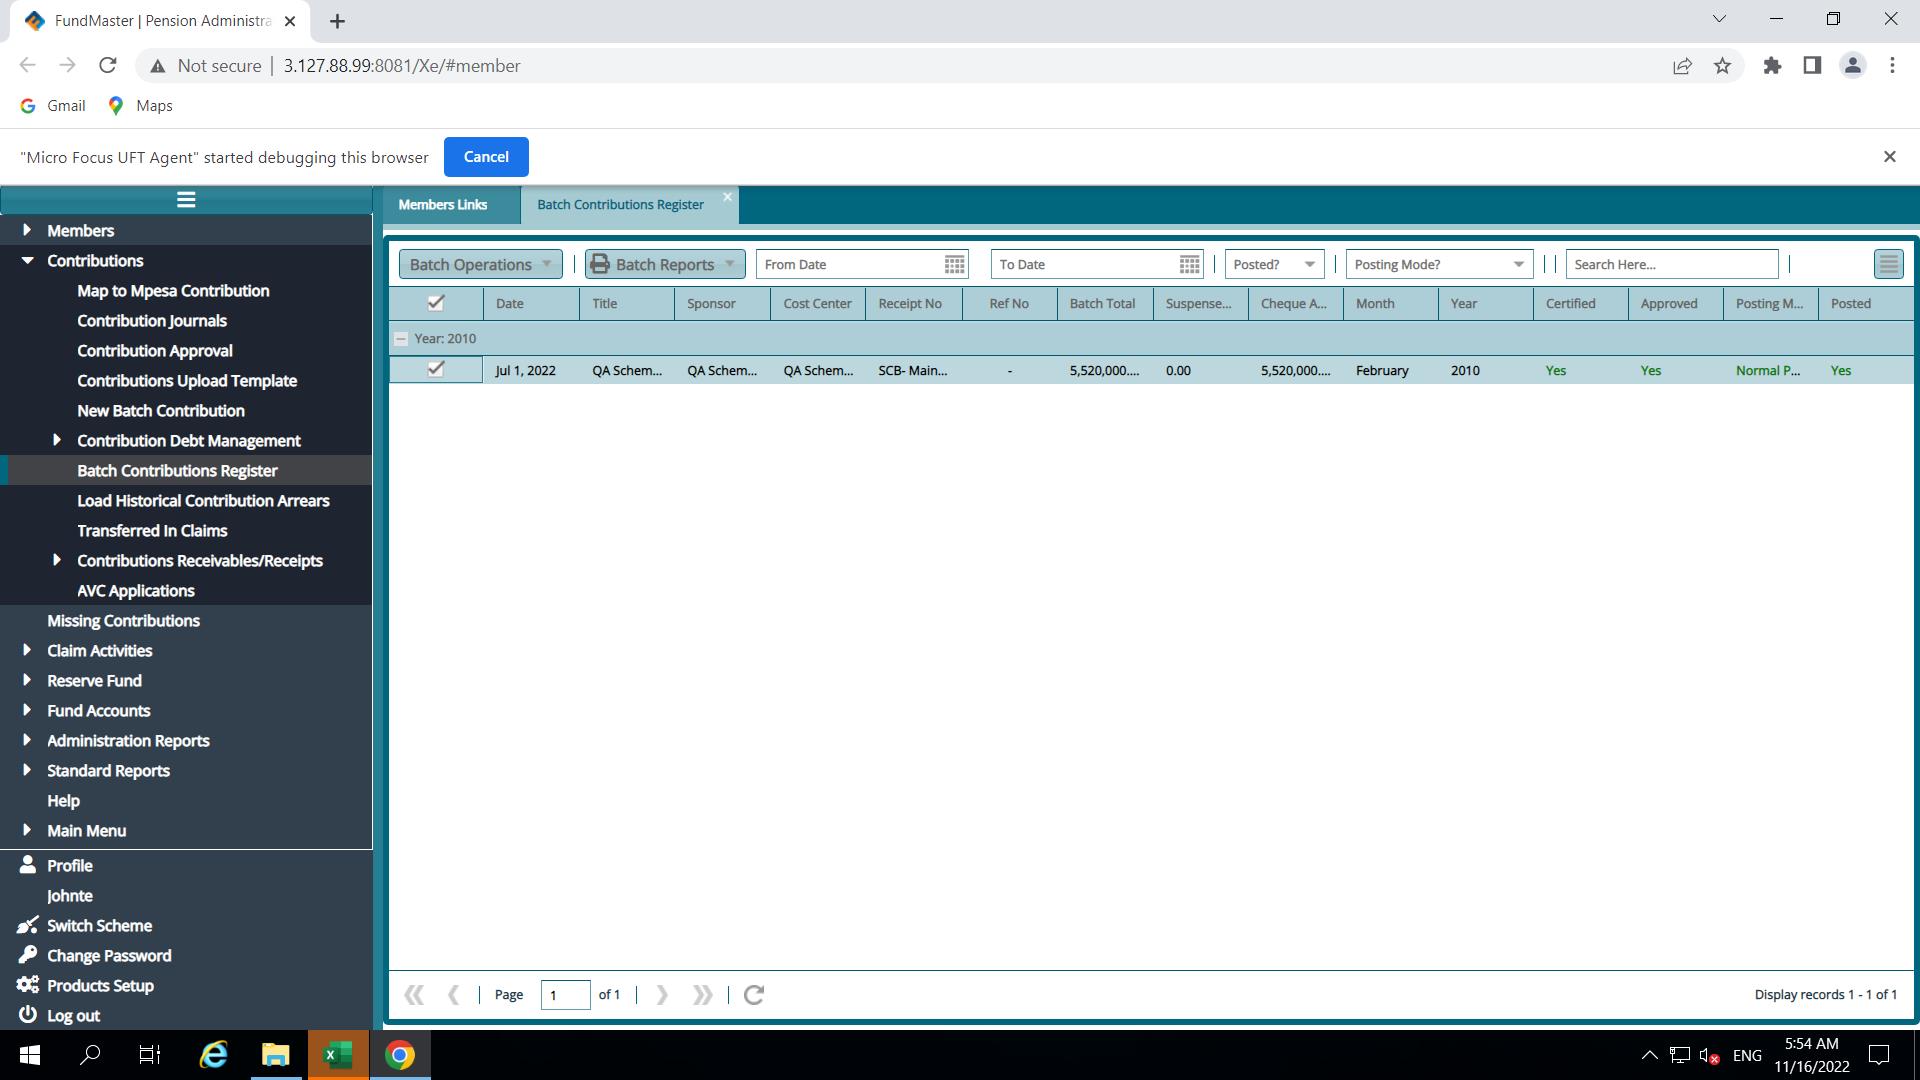 FundMaster | Pension Administra
Not secure | 3.127.88.99:8081/Xe/#member
Gmail Maps
"Micro Focus UFT Agent" started debugging this browser Cancel
Members Links Batch Contributions Register
Members
Contributions
Map to Mpesa Contribution
Contribution Journals
Contribution Approval
Contributions Upload Template
New Batch Contribution
Contribution Debt Management
Batch Contributions Register
Load Historical Contribution Arrears
Transferred In Claims
Contributions Receivables/Receipts
AVC Applications
Missing Contributions
Claim Activities
Reserve Fund
Fund Accounts
Administration Reports
Standard Reports
Help
Main Menu
Profile
Johnte
Switch Scheme
Change Password
Products Setup
Log out
Batch Operations Batch Reports From Date To Date Posted? Posting Mode? Search Here...
Date Title Sponsor Cost Center Receipt No Ref No Batch Total Suspense... Cheque A... Month Year Certified Approved Posting M... Posted
Year: 2010
Jul 1, 2022 QA Schem... QA Schem... QA Schem... SCB- Main... - 5,520,000.... 0.00 5,520,000.... February 2010 Yes Yes Normal P... Yes
Page 1 of 1 Display records 1 - 1 of 1
ENG
5:54 AM
11/16/2022